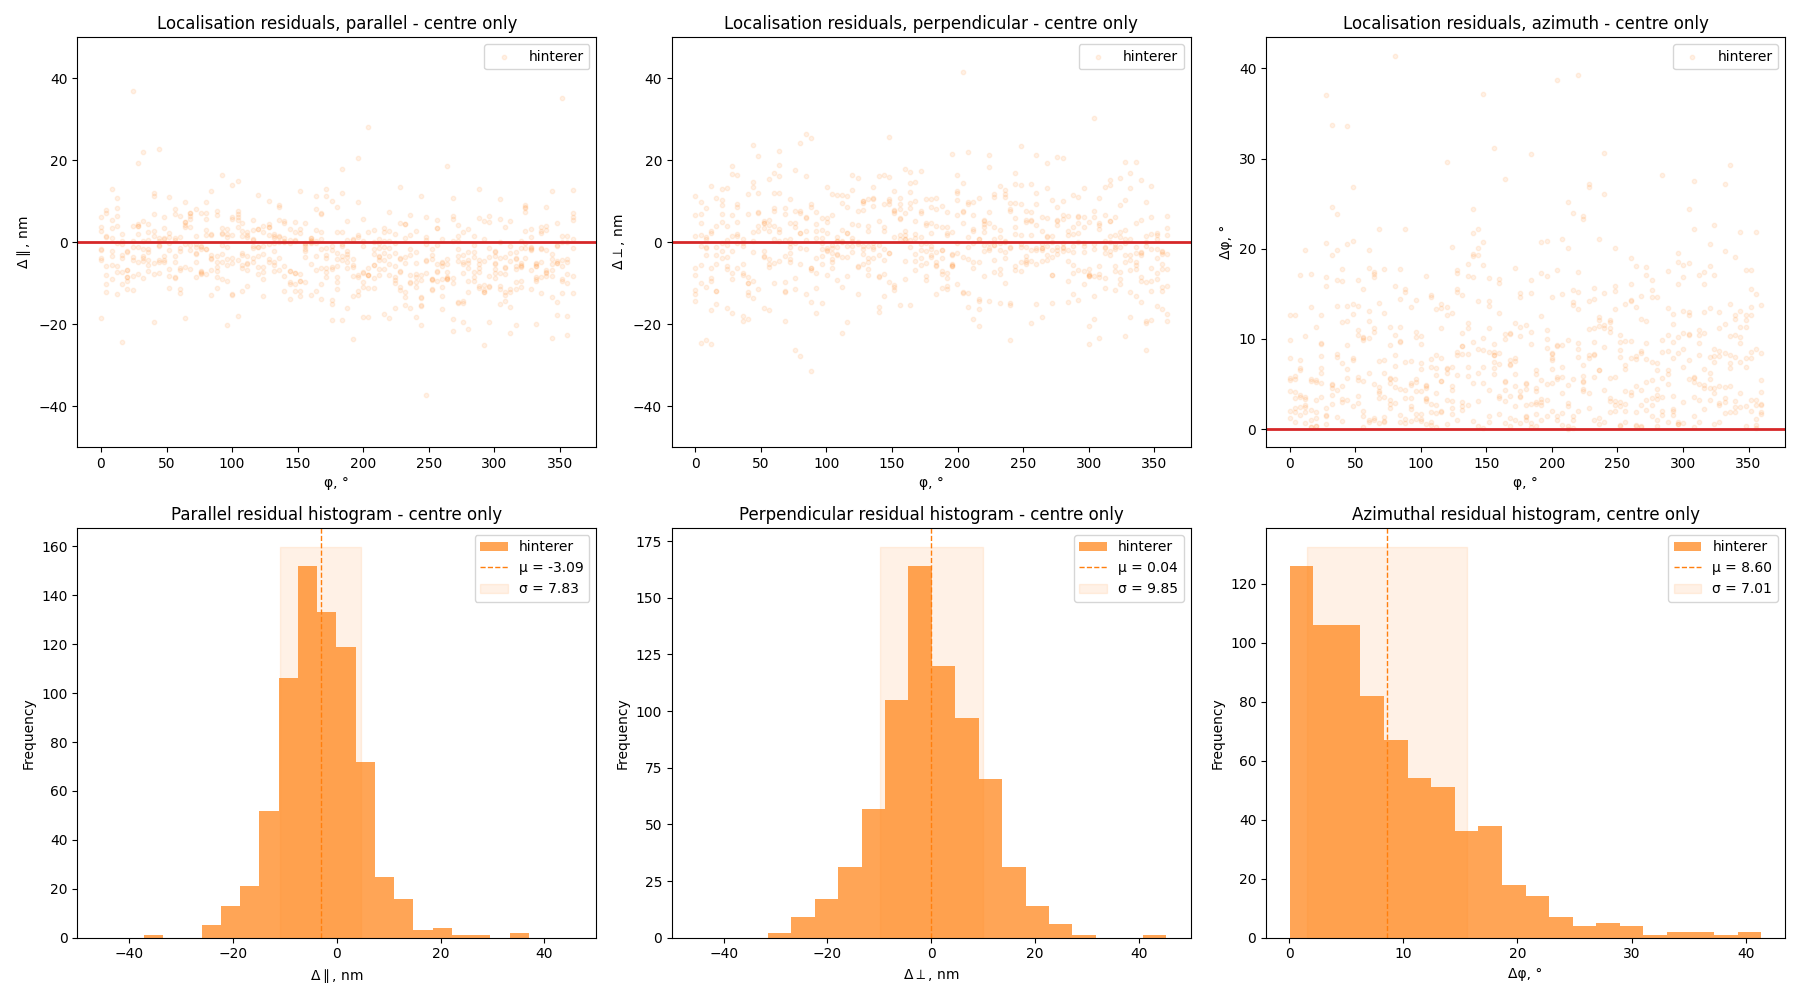 Localisation residuals, parallel - centre only
hinterer
40
20
0
−20
−40
Δ ∥, nm
0 50 100 150 200 250 300 350
φ, °
Localisation residuals, perpendicular - centre only
hinterer
40
20
0
−20
−40
Δ ⊥, nm
0 50 100 150 200 250 300 350
φ, °
Localisation residuals, azimuth - centre only
hinterer
40
30
20
10
0
Δφ, °
0 50 100 150 200 250 300 350
φ, °
Parallel residual histogram - centre only
hinterer
μ = -3.09
σ = 7.83
160
140
120
100
80
60
40
20
0
Frequency
−40 −20 0 20 40
Δ ∥, nm
Perpendicular residual histogram - centre only
hinterer
μ = 0.04
σ = 9.85
175
150
125
100
75
50
25
0
Frequency
−40 −20 0 20 40
Δ ⊥, nm
Azimuthal residual histogram, centre only
hinterer
μ = 8.60
σ = 7.01
120
100
80
60
40
20
0
Frequency
0 10 20 30 40
Δφ, °